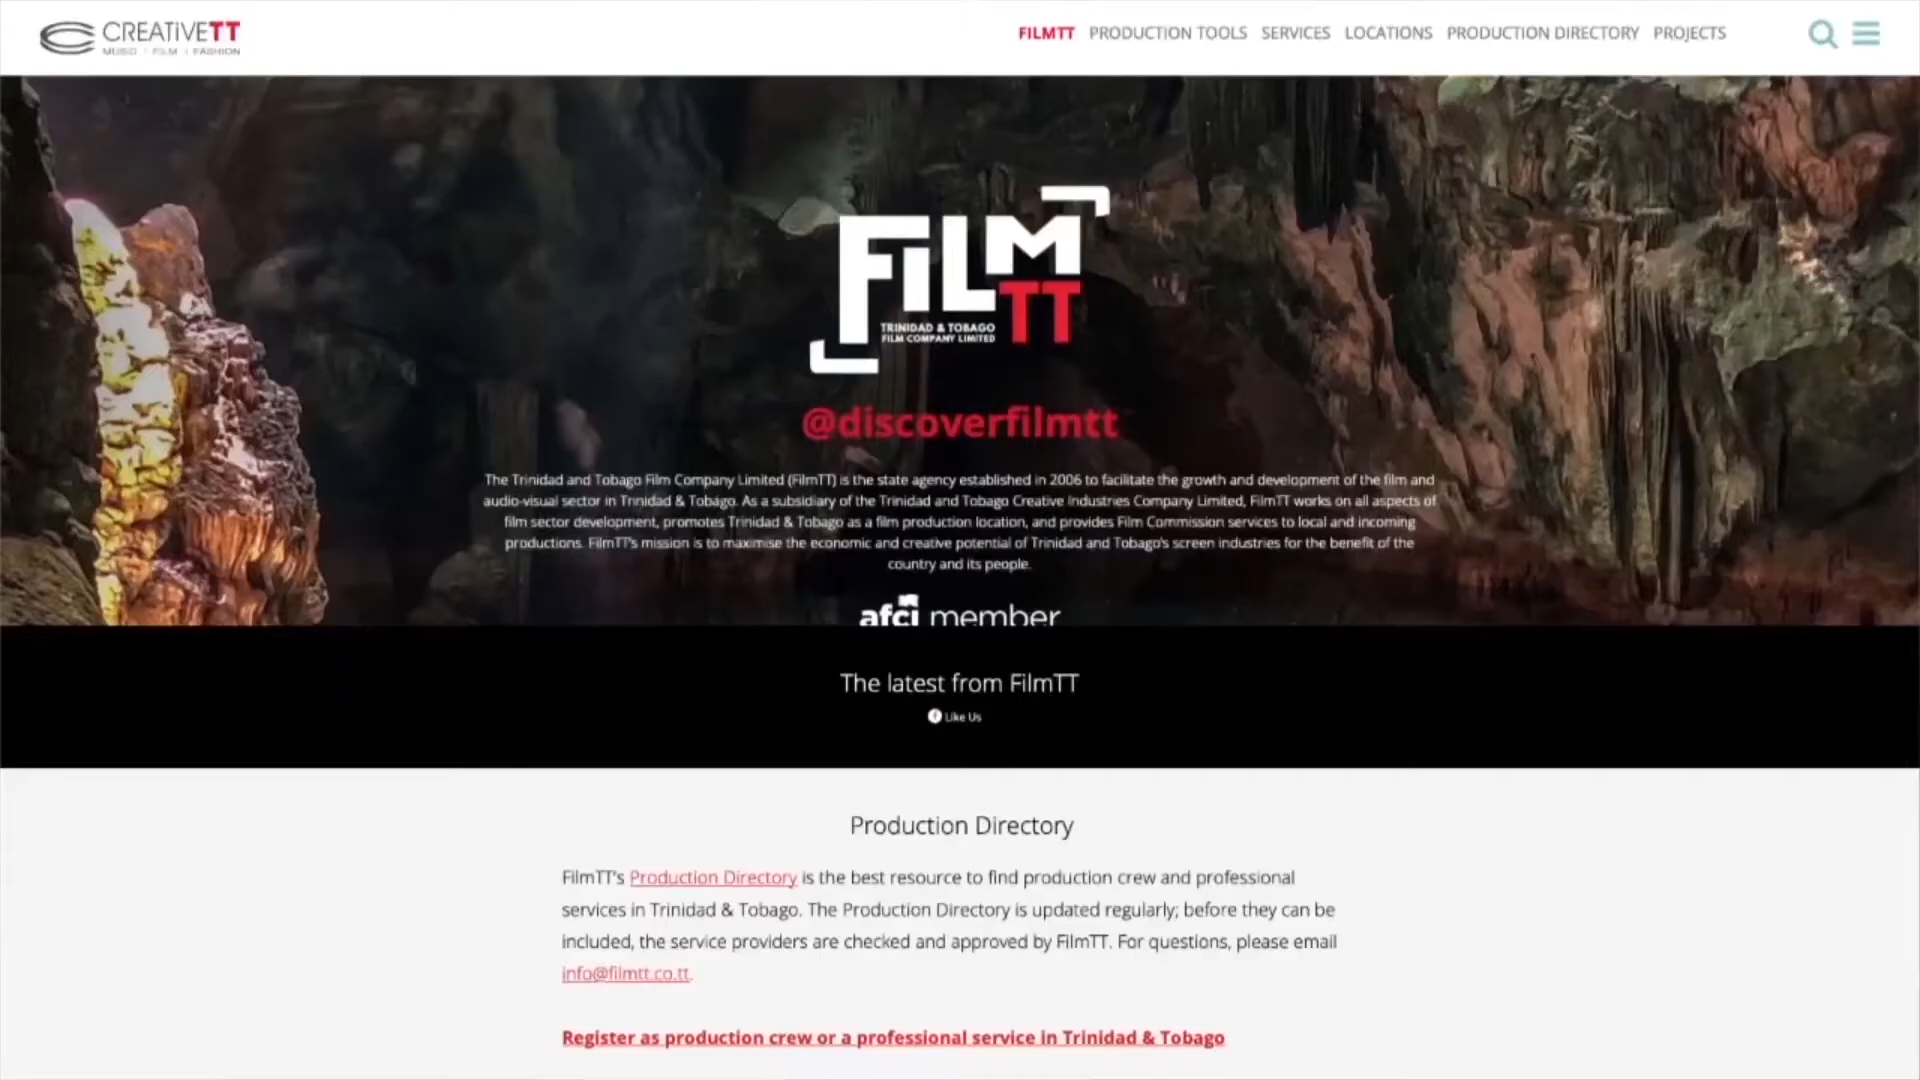 CREATiVETT
MUSIC | FILM | FASHION
FILMTT PRODUCTION TOOLS SERVICES LOCATIONS PRODUCTION DIRECTORY PROJECTS
FiLM
TT
TRINIDAD & TOBAGO
FILM COMPANY LIMITED
@discoverfilmtt
The Trinidad and Tobago Film Company Limited (FilmTT) is the state agency established in 2006 to facilitate the growth and development of the film and
audio-visual sector in Trinidad & Tobago. As a subsidiary of the Trinidad and Tobago Creative Industries Company Limited, FilmTT works on all aspects of
film sector development, promotes Trinidad & Tobago as a film production location, and provides Film Commission services to local and incoming
productions. FilmTT's mission is to maximise the economic and creative potential of Trinidad and Tobago's screen industries for the benefit of the
country and its people.
afci member
The latest from FilmTT
Like Us
Production Directory
FilmTT's Production Directory is the best resource to find production crew and professional
services in Trinidad & Tobago. The Production Directory is updated regularly; before they can be
included, the service providers are checked and approved by FilmTT. For questions, please email
info@filmtt.co.tt.
Register as production crew or a professional service in Trinidad & Tobago